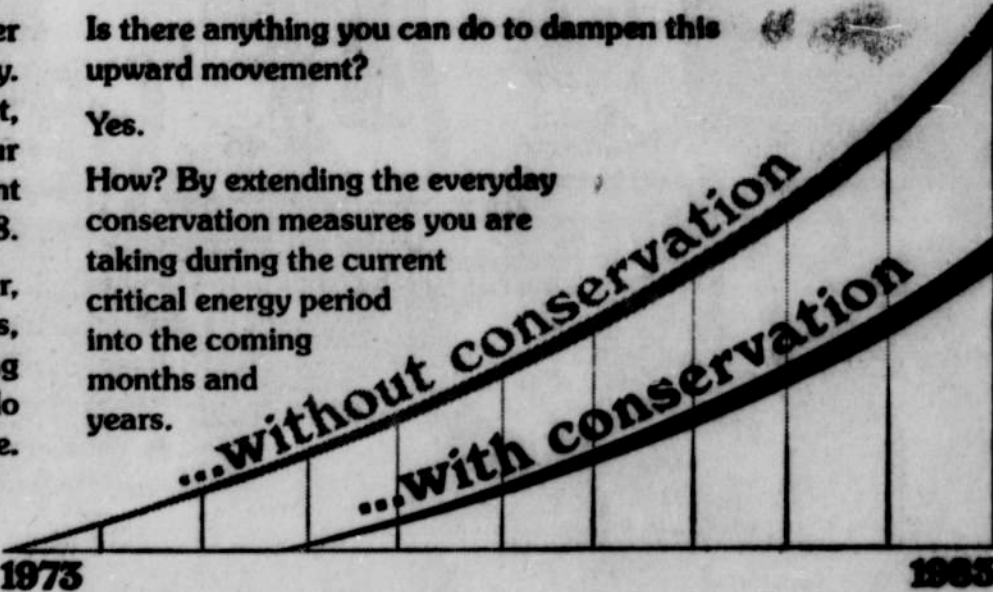 Is there anything you can do to dampen this
upward movement?
Yes.
How? By extending the everyday
conservation measures you are
taking during the current
critical energy period
into the coming
months and
years.
...without conservation
...with conservation
1973
1983